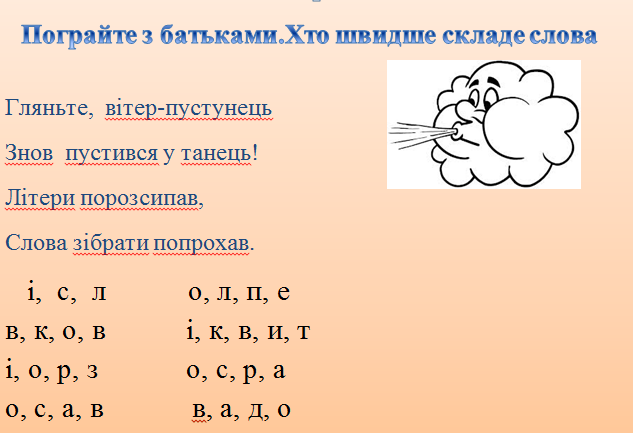 Пограйте з батьками.Хто швидше складе слова
Гляньте, вітер-пустунець
Знов пустився у танець!
Літери порозсипав,
Слова зібрати попрохав.
і, с, л о, л, п, е
в, к, о, в і, к, в, и, т
і, о, р, з о, с, р, а
о, с, а, в в, а, д, о